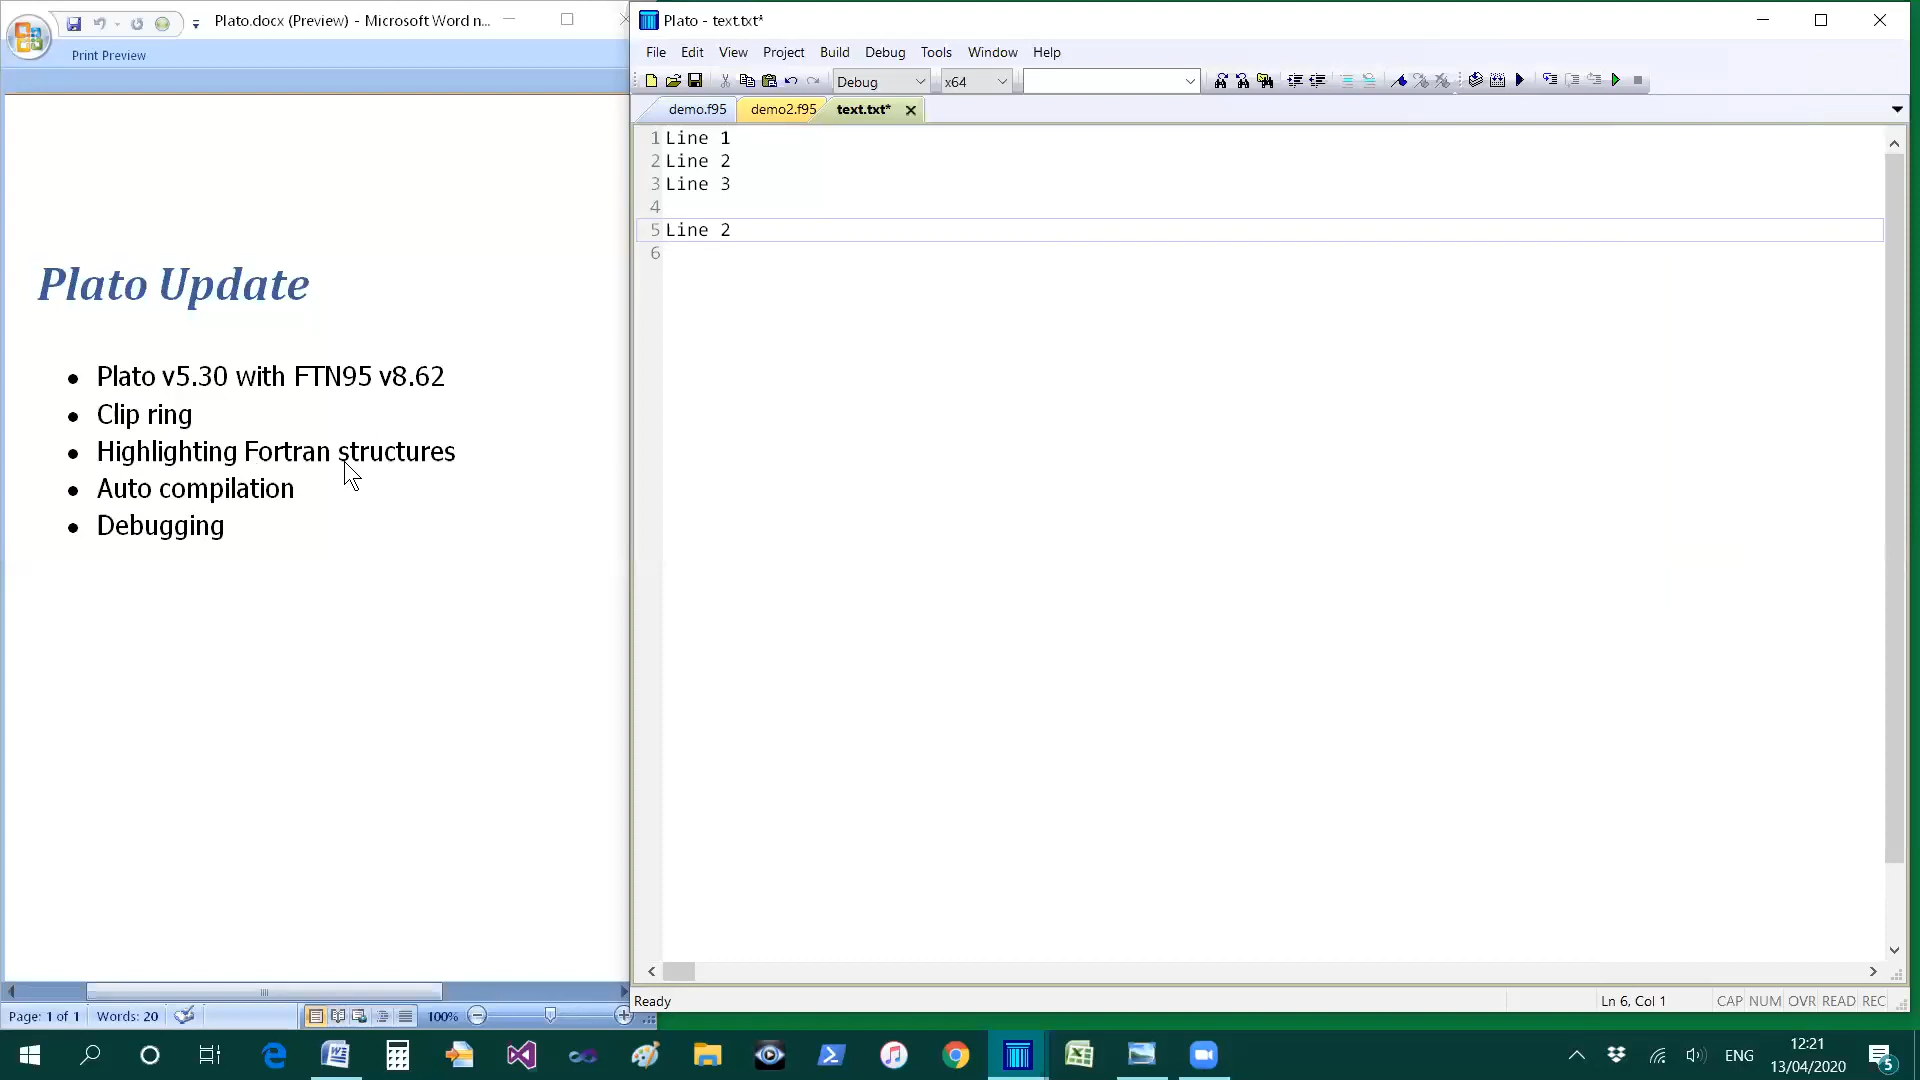 Plato.docx (Preview) - Microsoft Word n...
Print Preview
Plato Update
Plato v5.30 with FTN95 v8.62
Clip ring
Highlighting Fortran structures
Auto compilation
Debugging
Page: 1 of 1 Words: 20 100%
Plato - text.txt*
File Edit View Project Build Debug Tools Window Help
Debug x64
demo.f95 demo2.f95 text.txt*
1 Line 1
2 Line 2
3 Line 3
4
5 Line 2
6
Ready Ln 6, Col 1 CAP NUM OVR READ REC
ENG 12:21
13/04/2020
5